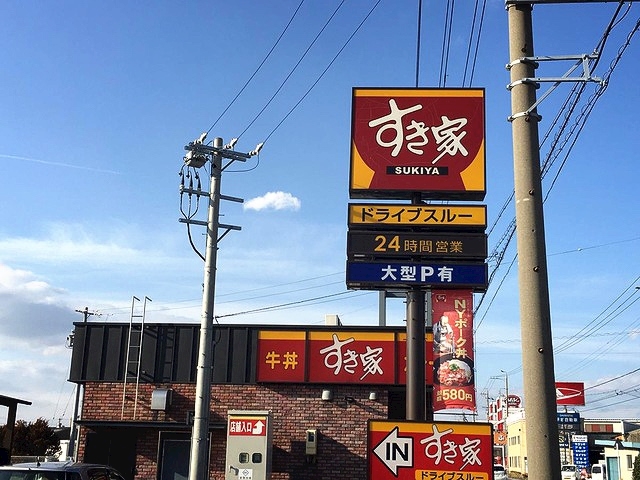 すき家
SUKIYA
ドライブスルー
24時間営業
大型P有
NYポーク丼
580円
牛丼
すき家
店舗入口
IN
すき家
ドライブスルー